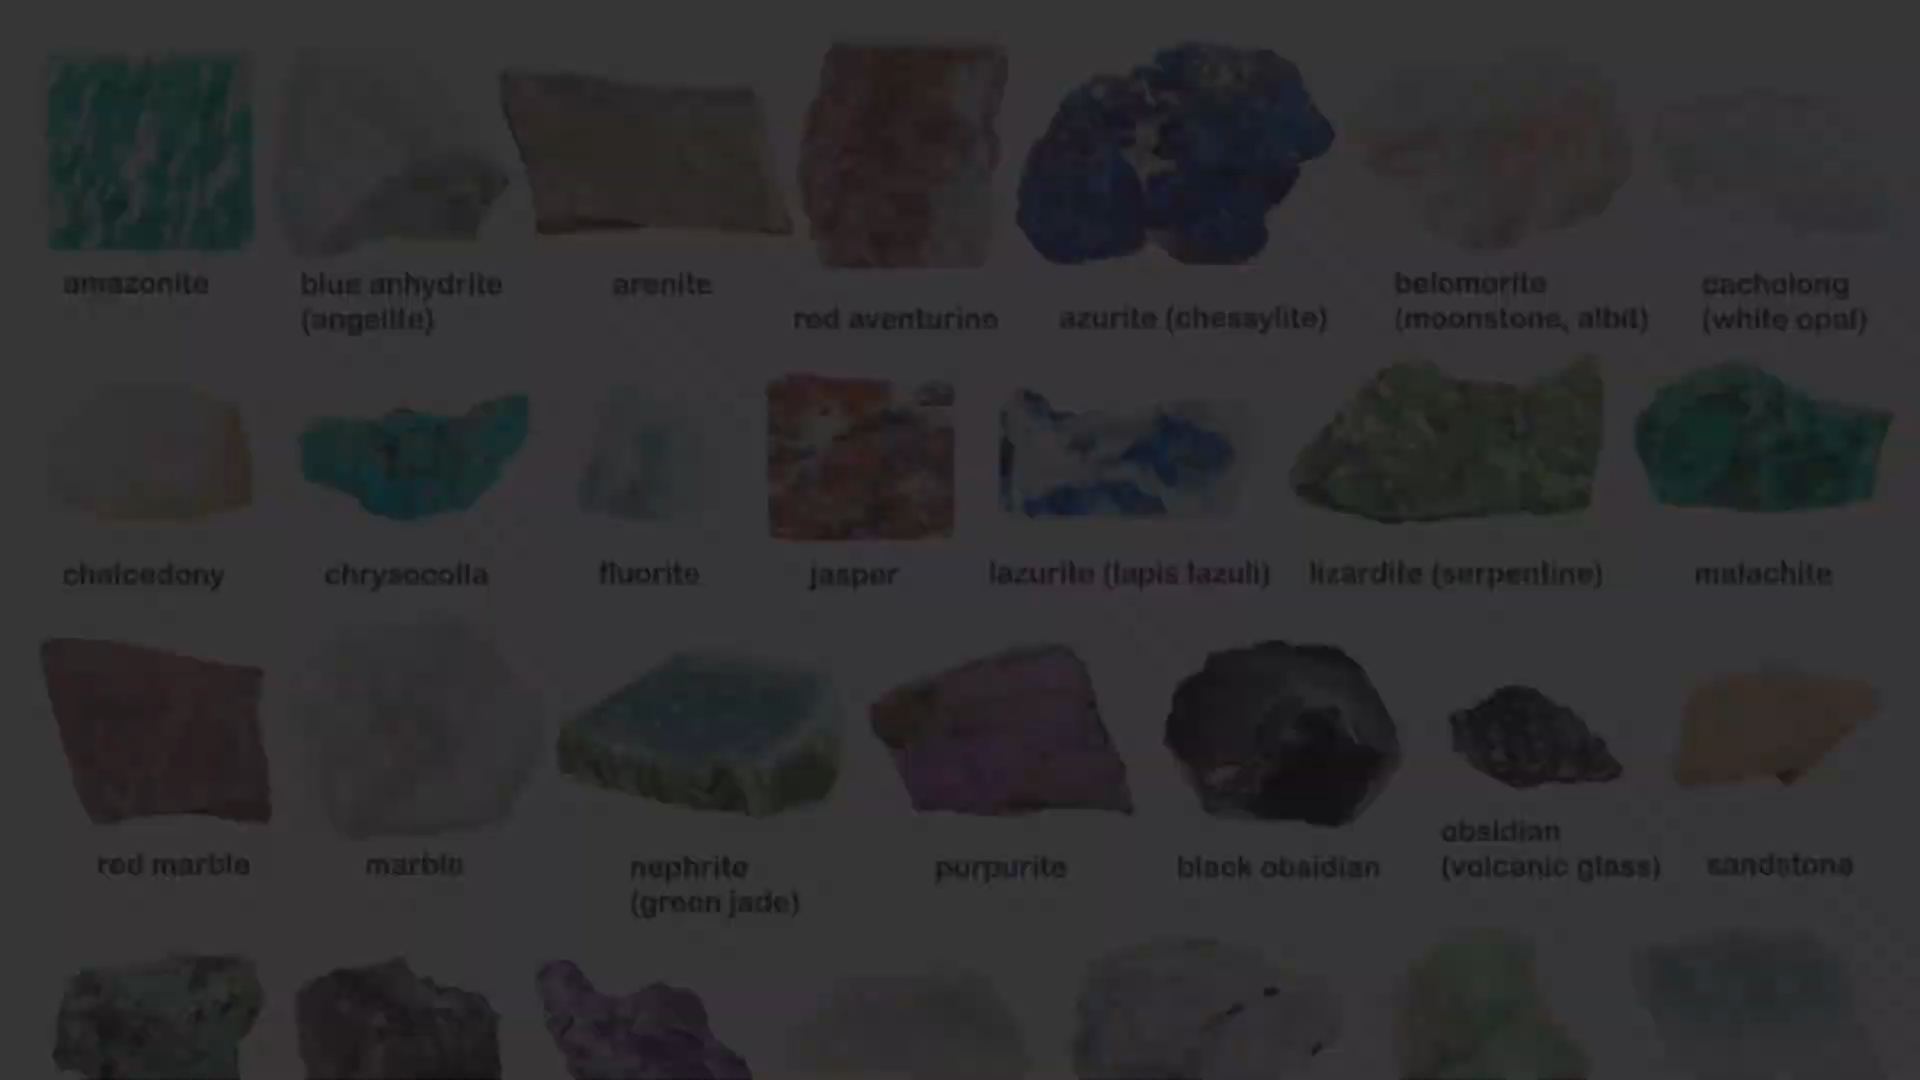 amazonite
blue anhydrite
(angelite)
arenite
red aventurine
azurite (chessylite)
belomorite
(moonstone, albit)
cacholong
(white opal)
chalcedony
chrysocolla
fluorite
jasper
lazurite (lapis lazuli)
lizardite (serpentine)
malachite
red marble
marble
nephrite
(green jade)
purpurite
black obsidian
obsidian
(volcanic glass)
sandstone